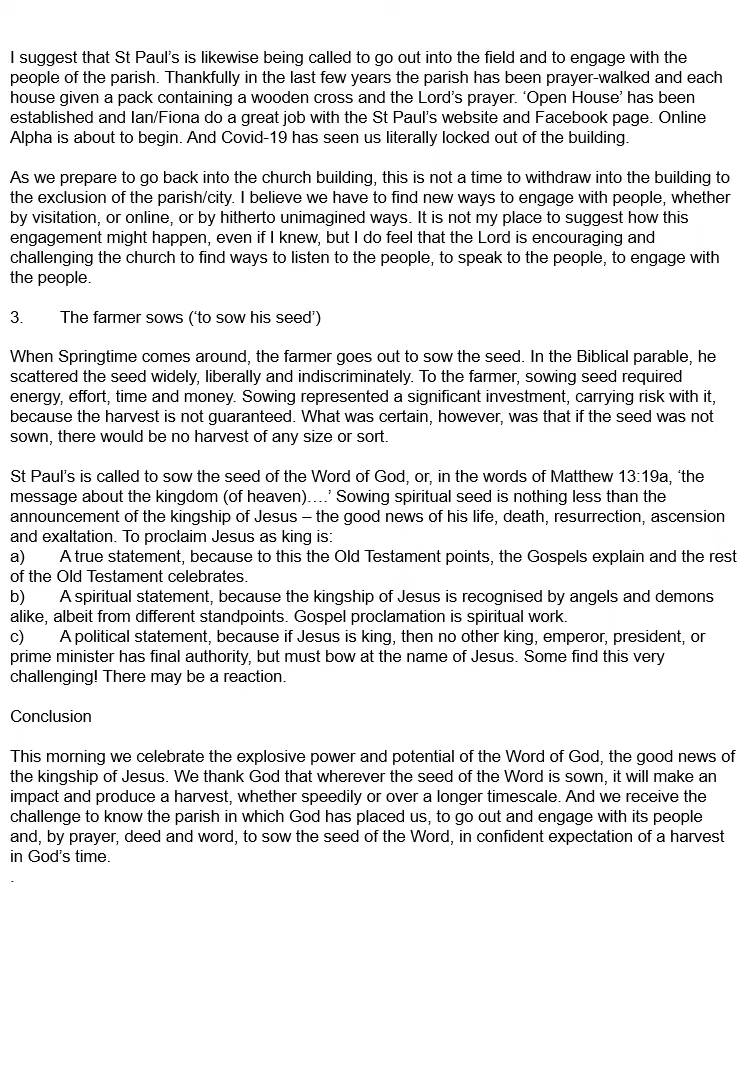 I suggest that St Paul’s is likewise being called to go out into the field and to engage with the
people of the parish. Thankfully in the last few years the parish has been prayer-walked and each
house given a pack containing a wooden cross and the Lord’s prayer. ‘Open House’ has been
established and Ian/Fiona do a great job with the St Paul’s website and Facebook page. Online
Alpha is about to begin. And Covid-19 has seen us literally locked out of the building.
As we prepare to go back into the church building, this is not a time to withdraw into the building to
the exclusion of the parish/city. I believe we have to find new ways to engage with people, whether
by visitation, or online, or by hitherto unimagined ways. It is not my place to suggest how this
engagement might happen, even if I knew, but I do feel that the Lord is encouraging and
challenging the church to find ways to listen to the people, to speak to the people, to engage with
the people.
3. The farmer sows (‘to sow his seed’)
When Springtime comes around, the farmer goes out to sow the seed. In the Biblical parable, he
scattered the seed widely, liberally and indiscriminately. To the farmer, sowing seed required
energy, effort, time and money. Sowing represented a significant investment, carrying risk with it,
because the harvest is not guaranteed. What was certain, however, was that if the seed was not
sown, there would be no harvest of any size or sort.
St Paul’s is called to sow the seed of the Word of God, or, in the words of Matthew 13:19a, ‘the
message about the kingdom (of heaven)….’ Sowing spiritual seed is nothing less than the
announcement of the kingship of Jesus – the good news of his life, death, resurrection, ascension
and exaltation. To proclaim Jesus as king is:
a) A true statement, because to this the Old Testament points, the Gospels explain and the rest
of the Old Testament celebrates.
b) A spiritual statement, because the kingship of Jesus is recognised by angels and demons
alike, albeit from different standpoints. Gospel proclamation is spiritual work.
c) A political statement, because if Jesus is king, then no other king, emperor, president, or
prime minister has final authority, but must bow at the name of Jesus. Some find this very
challenging! There may be a reaction.
Conclusion
This morning we celebrate the explosive power and potential of the Word of God, the good news of
the kingship of Jesus. We thank God that wherever the seed of the Word is sown, it will make an
impact and produce a harvest, whether speedily or over a longer timescale. And we receive the
challenge to know the parish in which God has placed us, to go out and engage with its people
and, by prayer, deed and word, to sow the seed of the Word, in confident expectation of a harvest
in God’s time.
.